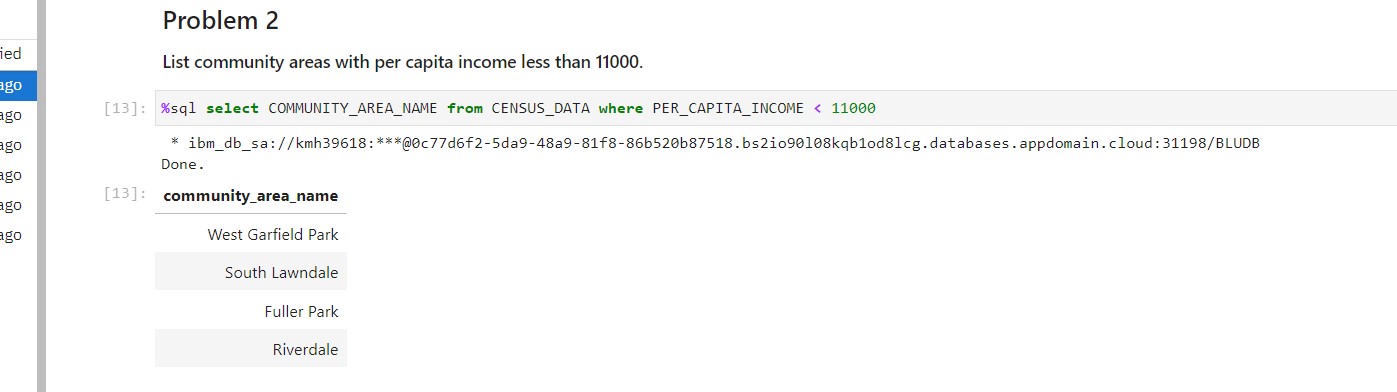 Problem 2
ied
List community areas with per capita income less than 11000.
ago
[13]: %sql select COMMUNITY_AREA_NAME from CENSUS_DATA where PER_CAPITA_INCOME < 11000
ago
* ibm_db_sa://kmh39618:***@0c77d6f2-5da9-48a9-81f8-86b520b87518.bs2io90l08kqb1od8lcg.databases.appdomain.cloud:31198/BLUDB
ago
Done.
ago
[13]: community_area_name
ago
West Garfield Park
ago
South Lawndale
Fuller Park
Riverdale